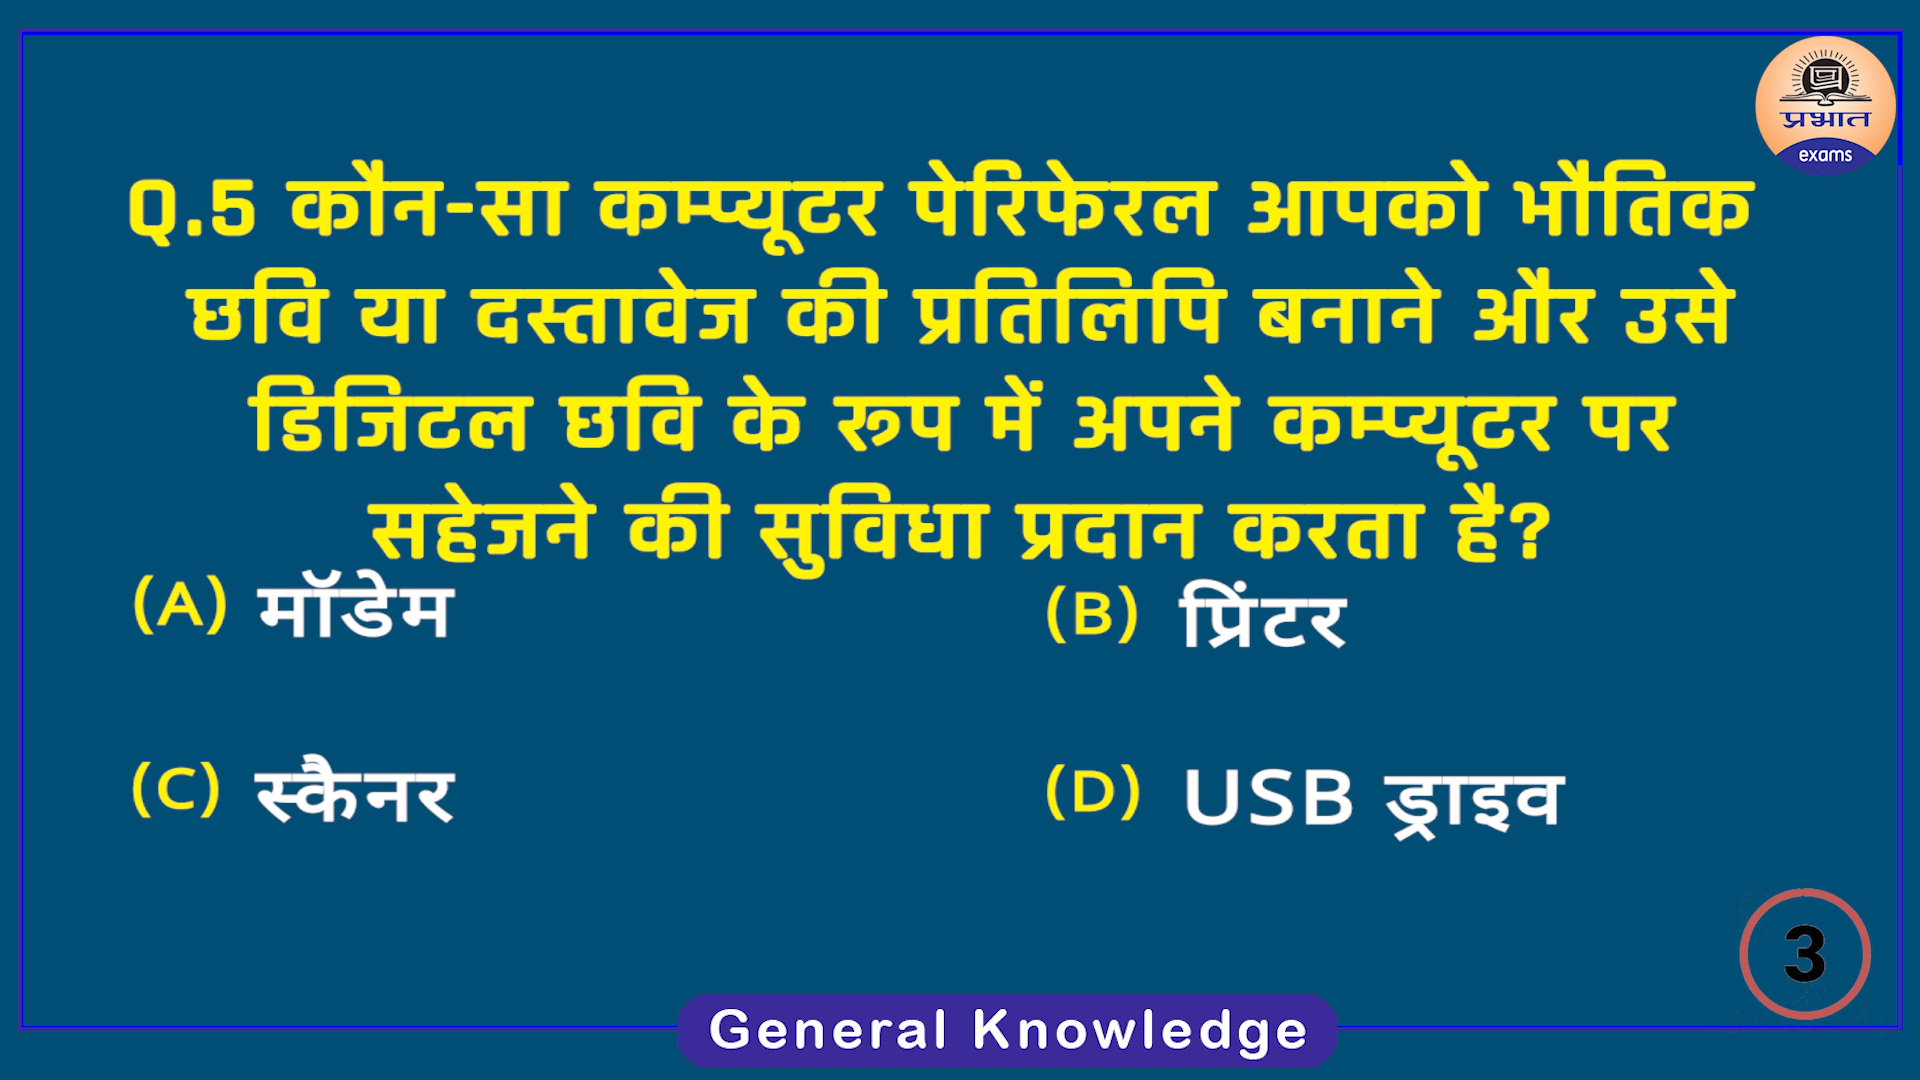 प्रभात
exams
Q.5 कौन-सा कम्प्यूटर पेरिफेरल आपको भौतिक
छवि या दस्तावेज की प्रतिलिपि बनाने और उसे
डिजिटल छवि के रूप में अपने कम्प्यूटर पर
सहेजने की सुविधा प्रदान करता है?
(A) मॉडेम
(B) प्रिंटर
(C) स्कैनर
(D) USB ड्राइव
3
General Knowledge